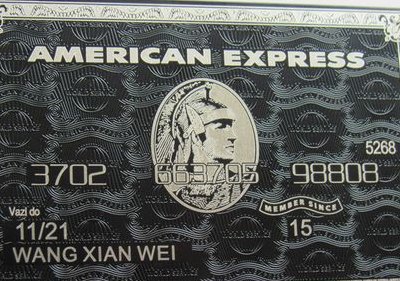 AMERICAN EXPRESS
5268
3702 98808
Vazi do
MEMBER SINCE
11/21 15
WANG XIAN WEI